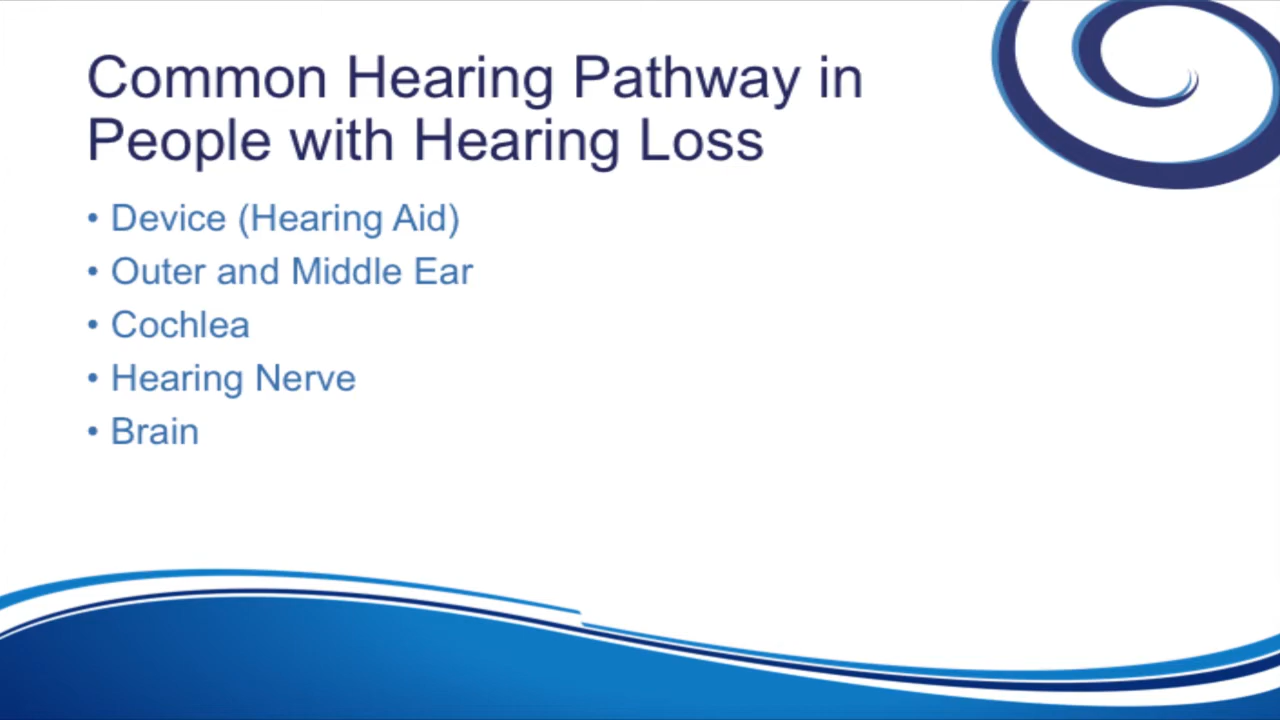 Common Hearing Pathway in
People with Hearing Loss
• Device (Hearing Aid)
• Outer and Middle Ear
• Cochlea
• Hearing Nerve
• Brain